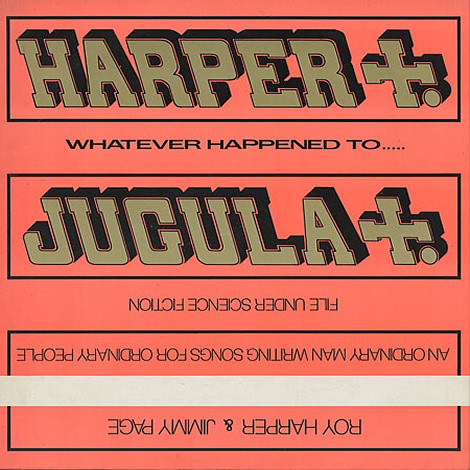 HARPER +.
WHATEVER HAPPENED TO.....
JUGULA +.
FILE UNDER SCIENCE FICTION
AN ORDINARY MAN WRITING SONGS FOR ORDINARY PEOPLE
ROY HARPER & JIMMY PAGE